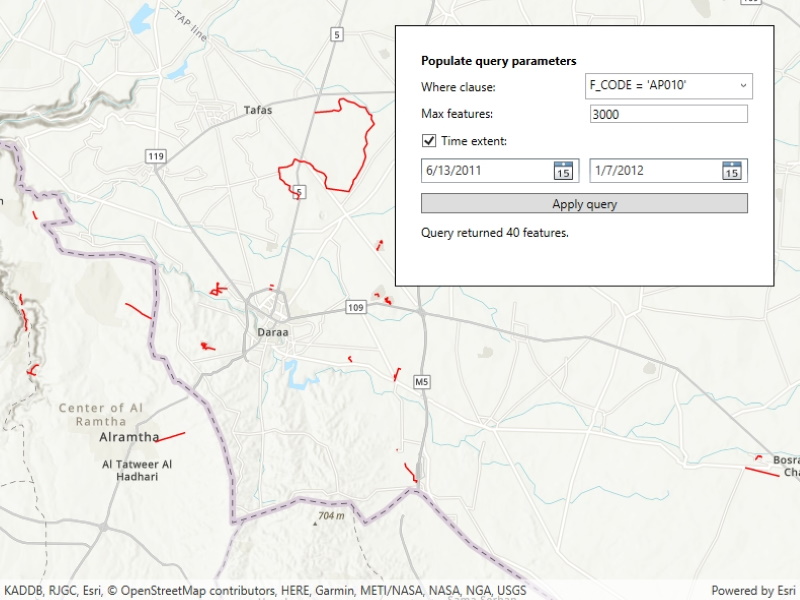 TAP line
5
Tafas
119
5
109
Daraa
M5
Center of Al
Ramtha
Alramtha
Al Tatweer Al
Hadhari
704 m
Bosra
Cha
Populate query parameters
Where clause:
F_CODE = 'AP010'
Max features:
3000
Time extent:
6/13/2011
15
1/7/2012
15
Apply query
Query returned 40 features.
KADDB, RJGC, Esri, © OpenStreetMap contributors, HERE, Garmin, METI/NASA, NASA, NGA, USGS
Powered by Esri